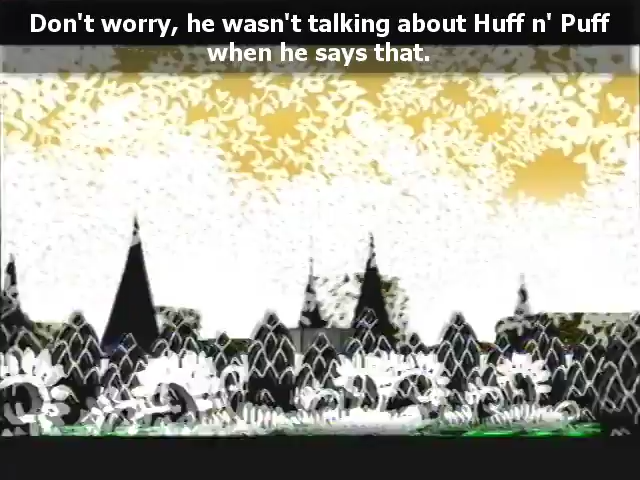 Don't worry, he wasn't talking about Huff n' Puff
when he says that.